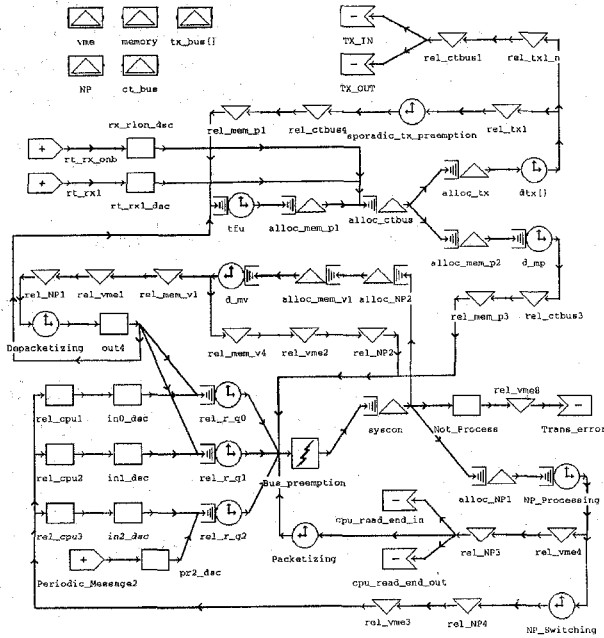 vme memory tx_bus[]
TX_IN
rel_ctbus1 rel_tx1_n
NP ct_bus
TX_OUT
rx_rlon_dsc
rel_mem_p1 rel_ctbus4 sporadic_tx_preemption rel_tx1
rt_rx_onb
alloc_tx dtx[]
rt_rx1 rt_rx1_dsc
tfu alloc_mem_p1 alloc_ctbus
alloc_mem_p2 d_mp
rel_NP1 rel_vme1 rel_mem_v1 d_mv alloc_mem_v1 alloc_NP2
rel_mem_p3 rel_ctbus3
Depacketizing out4
rel_mem_v4 rel_vme2 rel_NP2
rel_vme8
rel_cpu1 in0_dsc rel_r_q0
syscon Not_Process Trans_error
rel_cpu2 in1_dsc rel_r_q1 Bus_preemption
alloc_NP1 NP_Processing
cpu_read_end_in
rel_cpu3 in2_dsc rel_r_q2
Packetizing rel_NP3 rel_vme4
Periodic_Message2 pr2_dsc
cpu_read_end_out
rel_vme3 rel_NP4 NP_Switching